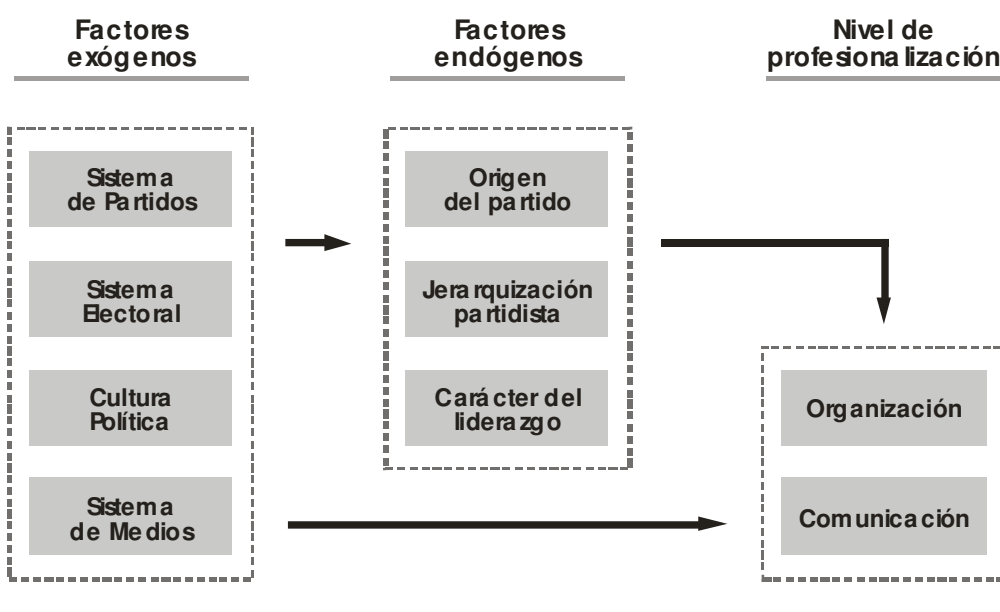 Factores
exógenos
Factores
endógenos
Nivel de
profesionalización
Sistema
de Partidos
Sistema
Electoral
Cultura
Política
Sistema
de Medios
Origen
del partido
Jerarquización
partidista
Carácter del
liderazgo
Organización
Comunicación